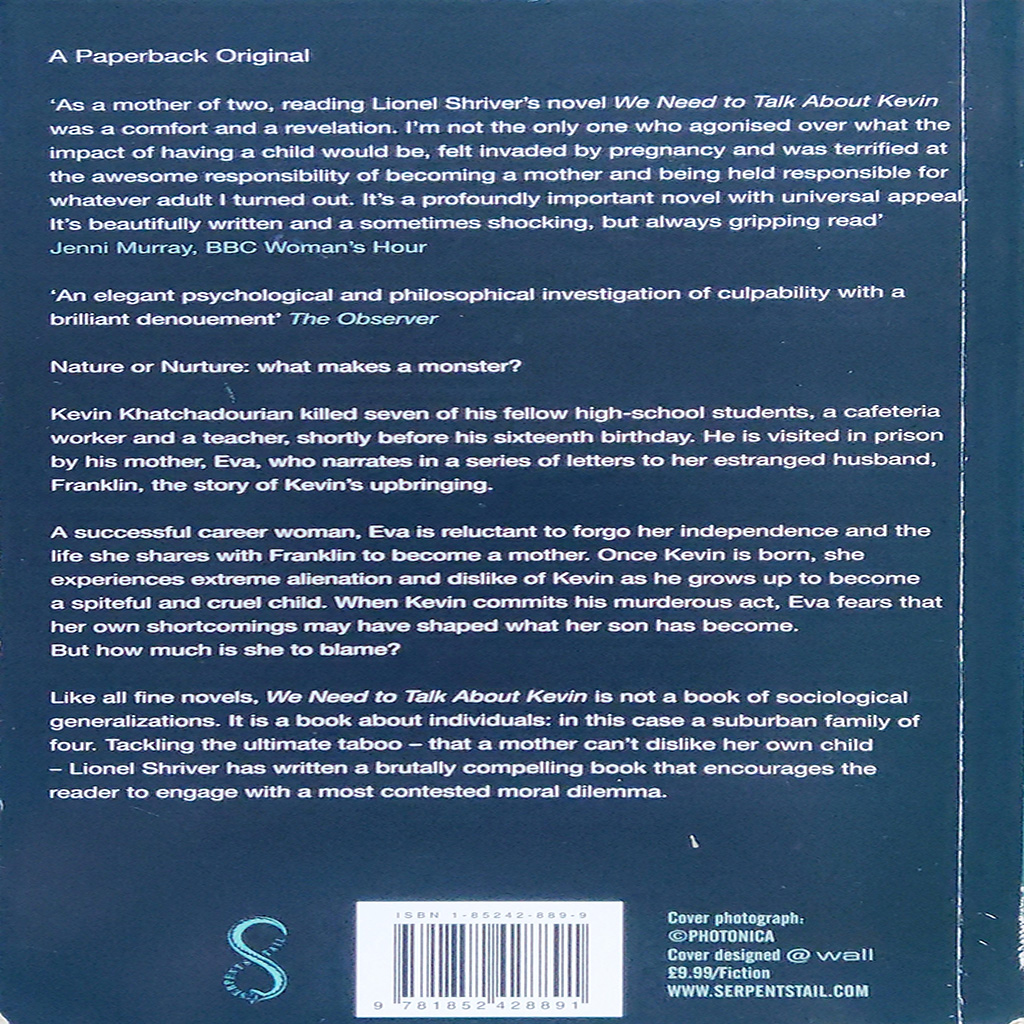 A Paperback Original
‘As a mother of two, reading Lionel Shriver’s novel We Need to Talk About Kevin
was a comfort and a revelation. I’m not the only one who agonised over what the
impact of having a child would be, felt invaded by pregnancy and was terrified at
the awesome responsibility of becoming a mother and being held responsible for
whatever adult I turned out. It’s a profoundly important novel with universal appeal.
It’s beautifully written and a sometimes shocking, but always gripping read’
Jenni Murray, BBC Woman’s Hour
‘An elegant psychological and philosophical investigation of culpability with a
brilliant denouement’ The Observer
Nature or Nurture: what makes a monster?
Kevin Khatchadourian killed seven of his fellow high-school students, a cafeteria
worker and a teacher, shortly before his sixteenth birthday. He is visited in prison
by his mother, Eva, who narrates in a series of letters to her estranged husband,
Franklin, the story of Kevin’s upbringing.
A successful career woman, Eva is reluctant to forgo her independence and the
life she shares with Franklin to become a mother. Once Kevin is born, she
experiences extreme alienation and dislike of Kevin as he grows up to become
a spiteful and cruel child. When Kevin commits his murderous act, Eva fears that
her own shortcomings may have shaped what her son has become.
But how much is she to blame?
Like all fine novels, We Need to Talk About Kevin is not a book of sociological
generalizations. It is a book about individuals: in this case a suburban family of
four. Tackling the ultimate taboo – that a mother can’t dislike her own child
– Lionel Shriver has written a brutally compelling book that encourages the
reader to engage with a most contested moral dilemma.
SERPENT'S TAIL
ISBN 1-85242-889-9
9 781852 428891
Cover photograph:
©PHOTONICA
Cover designed @ wall
£9.99/Fiction
WWW.SERPENTSTAIL.COM